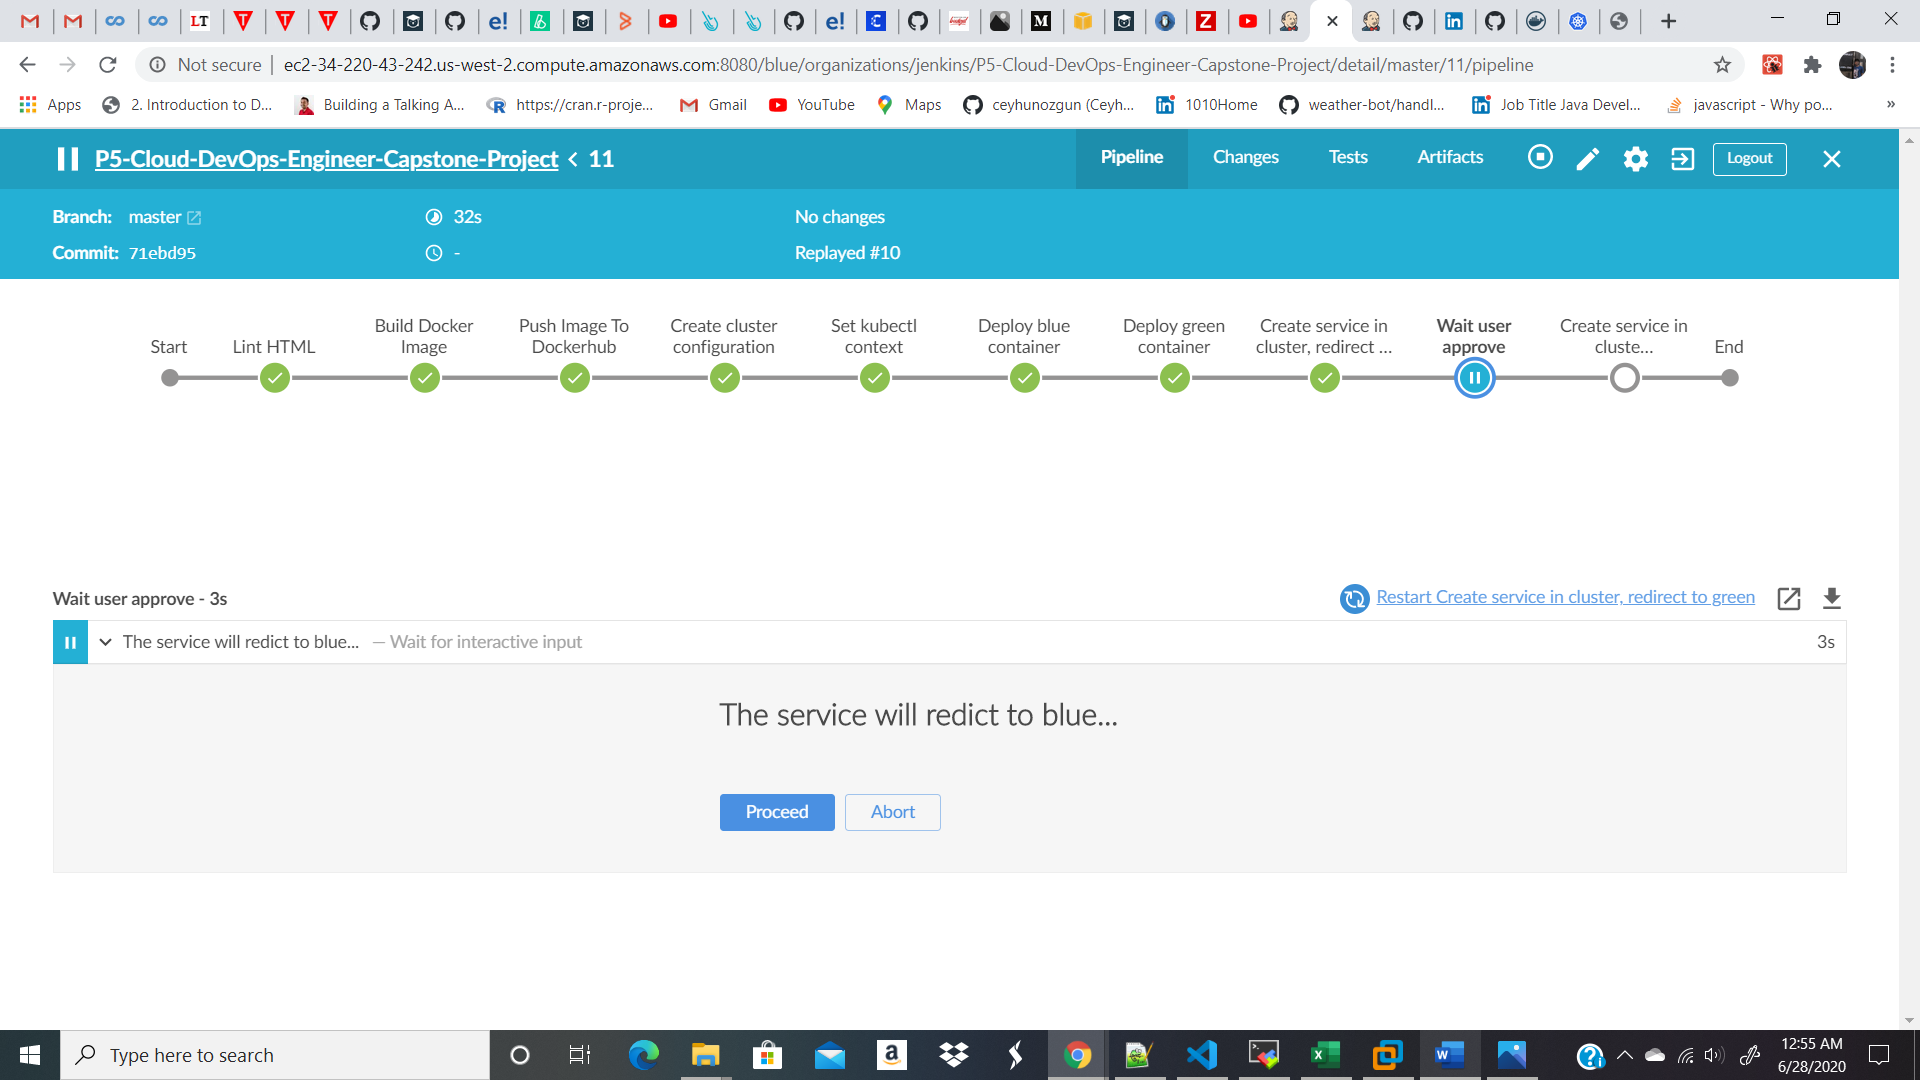 Not secure
ec2-34-220-43-242.us-west-2.compute.amazonaws.com:8080/blue/organizations/jenkins/P5-Cloud-DevOps-Engineer-Capstone-Project/detail/master/11/pipeline
Apps 2. Introduction to D... Building a Talking A... https://cran.r-proje... Gmail YouTube Maps ceyhunozgun (Ceyh... 1010Home weather-bot/handl... Job Title Java Devel... javascript - Why po... »
P5-Cloud-DevOps-Engineer-Capstone-Project < 11
Pipeline Changes Tests Artifacts Logout
Branch: master 32s No changes
Commit: 71ebd95 - Replayed #10
Start
Lint HTML
Build Docker
Image
Push Image To
Dockerhub
Create cluster
configuration
Set kubectl
context
Deploy blue
container
Deploy green
container
Create service in
cluster, redirect ...
Wait user
approve
Create service in
cluste...
End
Wait user approve - 3s
Restart Create service in cluster, redirect to green
The service will redict to blue... — Wait for interactive input 3s
The service will redict to blue...
Proceed Abort
Type here to search
12:55 AM
6/28/2020